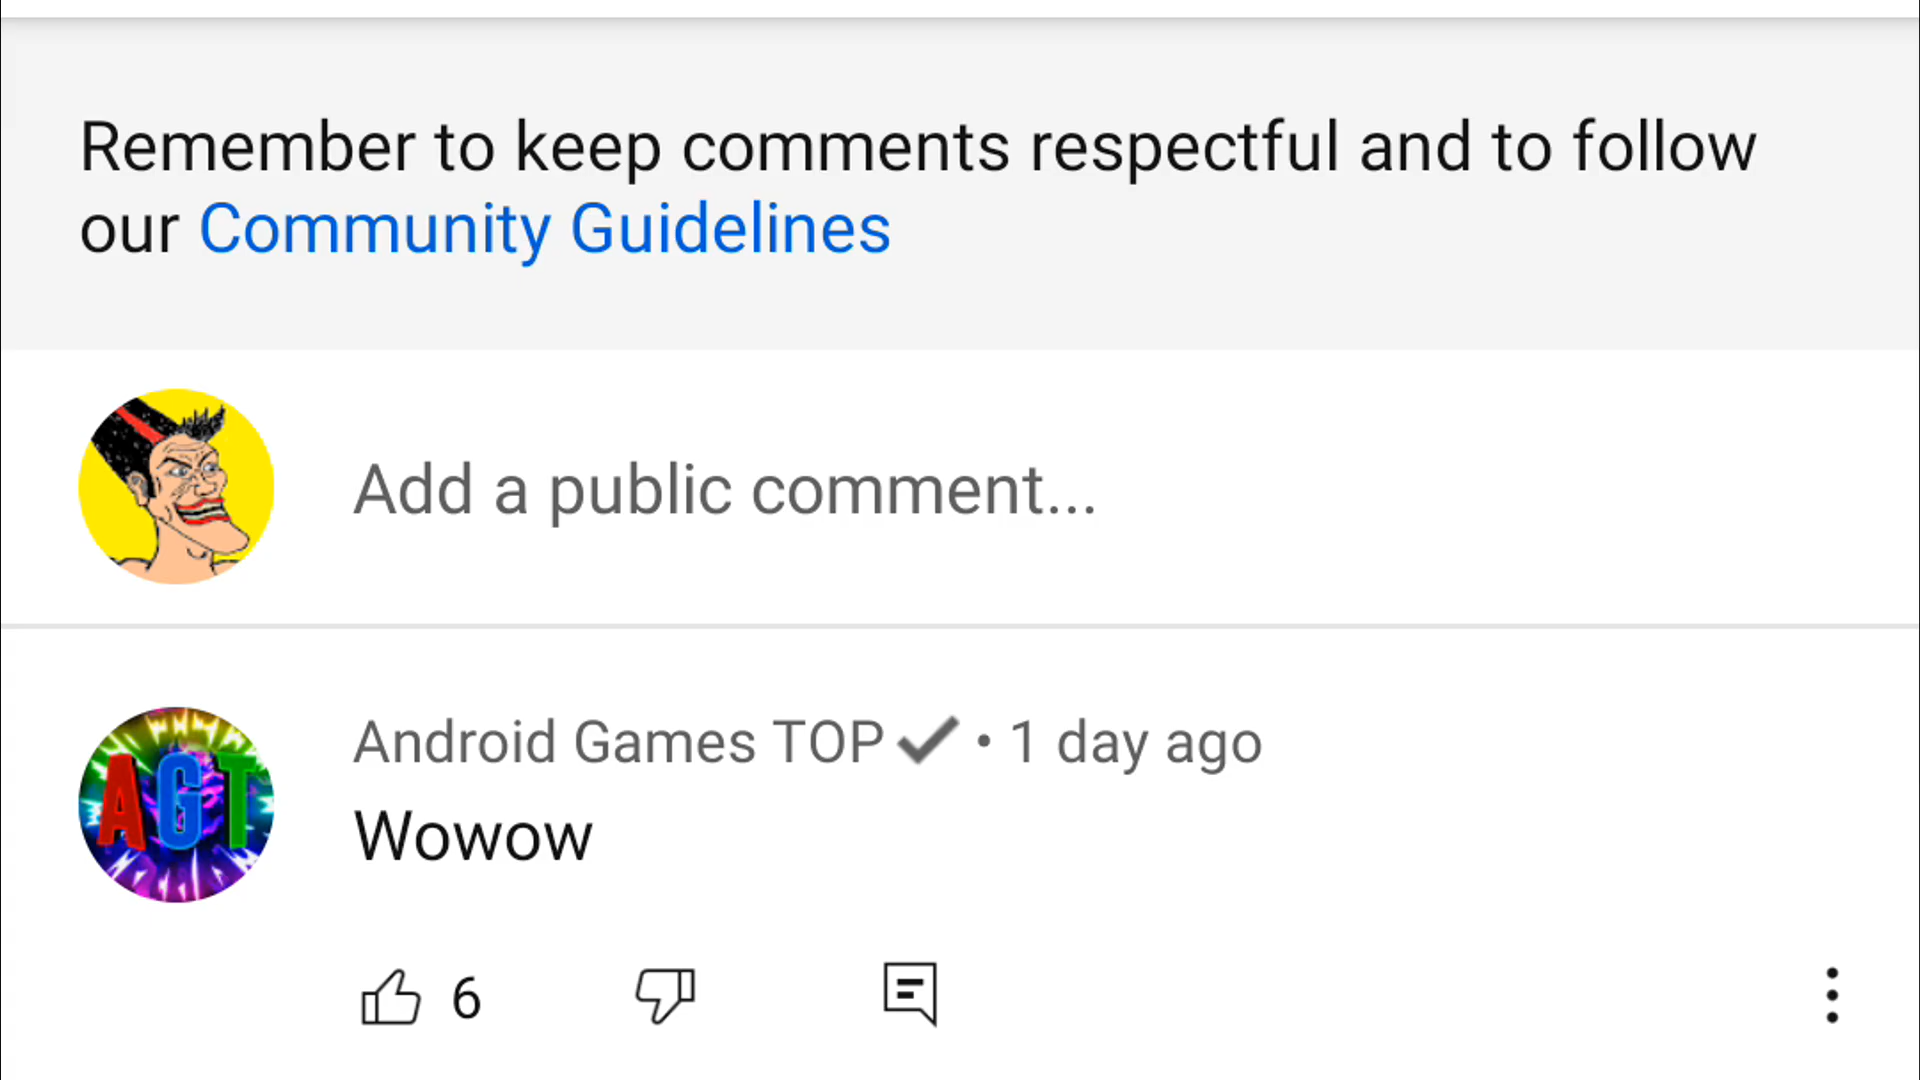 Remember to keep comments respectful and to follow
our Community Guidelines
Add a public comment...
Android Games TOP • 1 day ago
AGT
Wowow
6